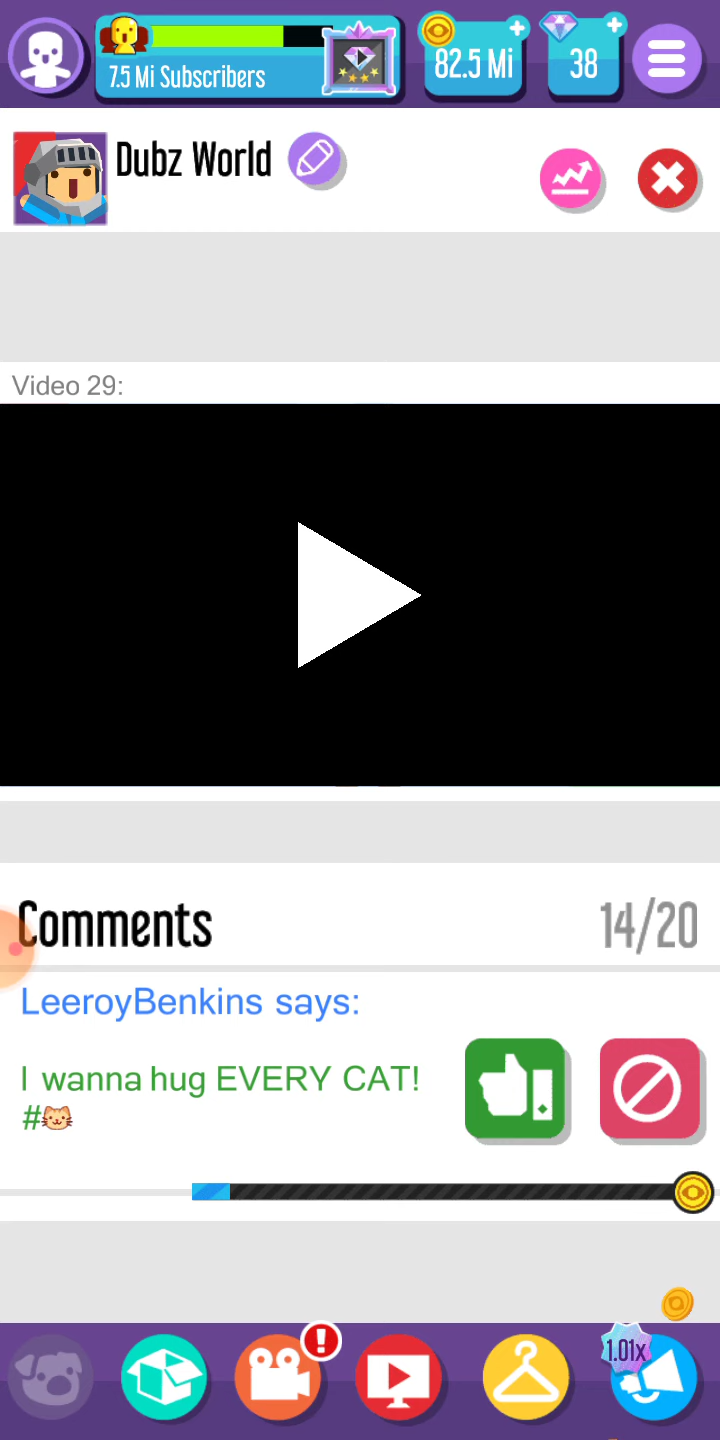 7.5 Mi Subscribers
82.5 Mi
38
Dubz World
Video 29:
Comments
14/20
LeeroyBenkins says:
I wanna hug EVERY CAT!
#🐱
!
1.01x